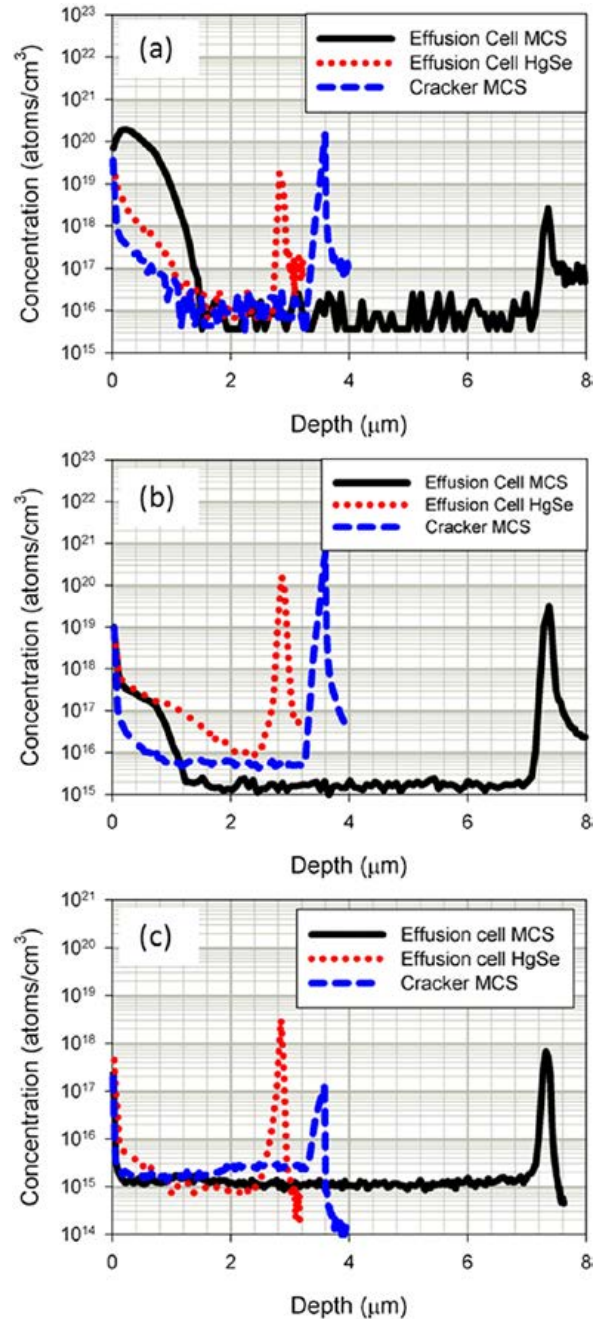 (a)
Effusion Cell MCS
Effusion Cell HgSe
Cracker MCS
Concentration (atoms/cm³)
10²³
10²²
10²¹
10²⁰
10¹⁹
10¹⁸
10¹⁷
10¹⁶
10¹⁵
0 2 4 6 8
Depth (μm)
(b)
Effusion Cell MCS
Effusion Cell HgSe
Cracker MCS
Concentration (atoms/cm³)
10²³
10²²
10²¹
10²⁰
10¹⁹
10¹⁸
10¹⁷
10¹⁶
10¹⁵
0 2 4 6 8
Depth (μm)
(c)
Effusion cell MCS
Effusion cell HgSe
Cracker MCS
Concentration (atoms/cm³)
10²¹
10²⁰
10¹⁹
10¹⁸
10¹⁷
10¹⁶
10¹⁵
10¹⁴
0 2 4 6 8
Depth (μm)